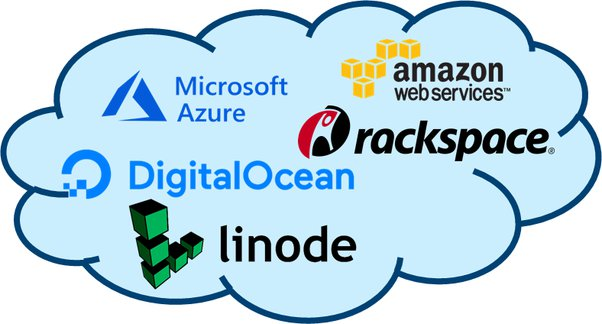 Microsoft
Azure
amazon
web services™
rackspace®
DigitalOcean
linode